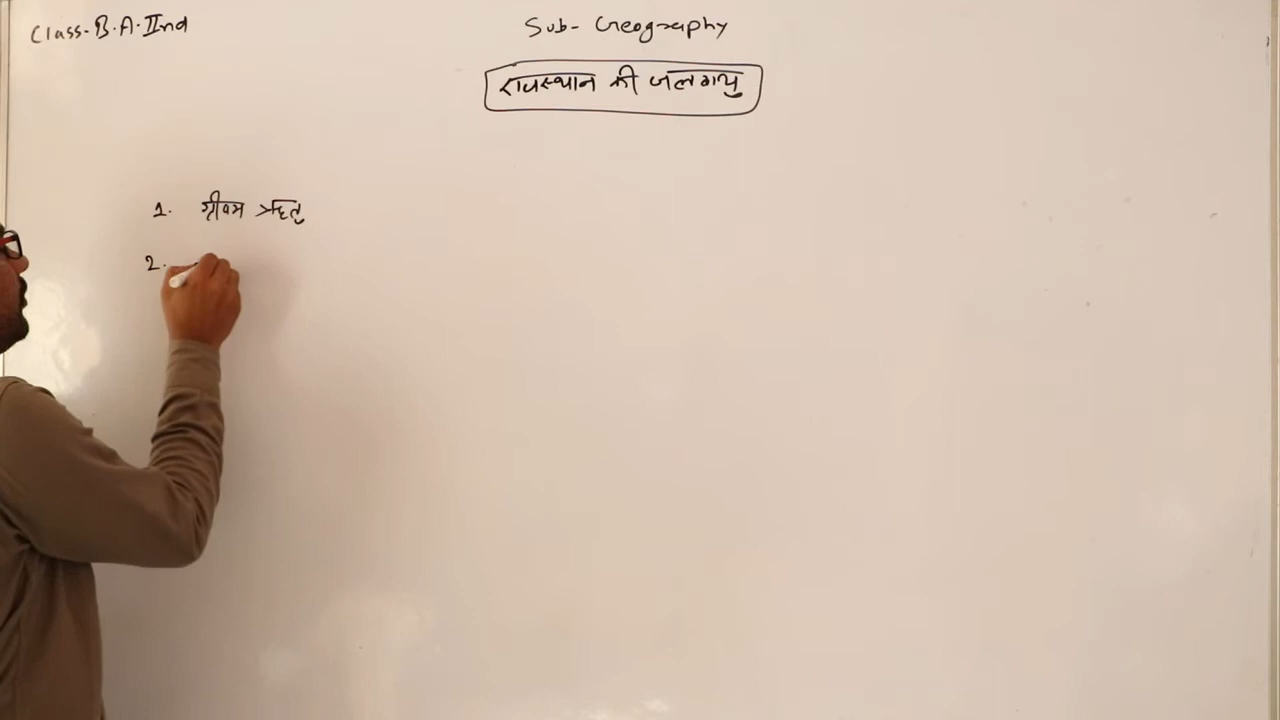 Class- B.A. IInd
Sub- Geography
राजस्थान की जलवायु
1. ग्रीष्म ऋतु
2.